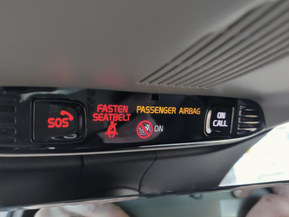 SOS
FASTEN
SEATBELT
PASSENGER AIRBAG
ON
ON
CALL